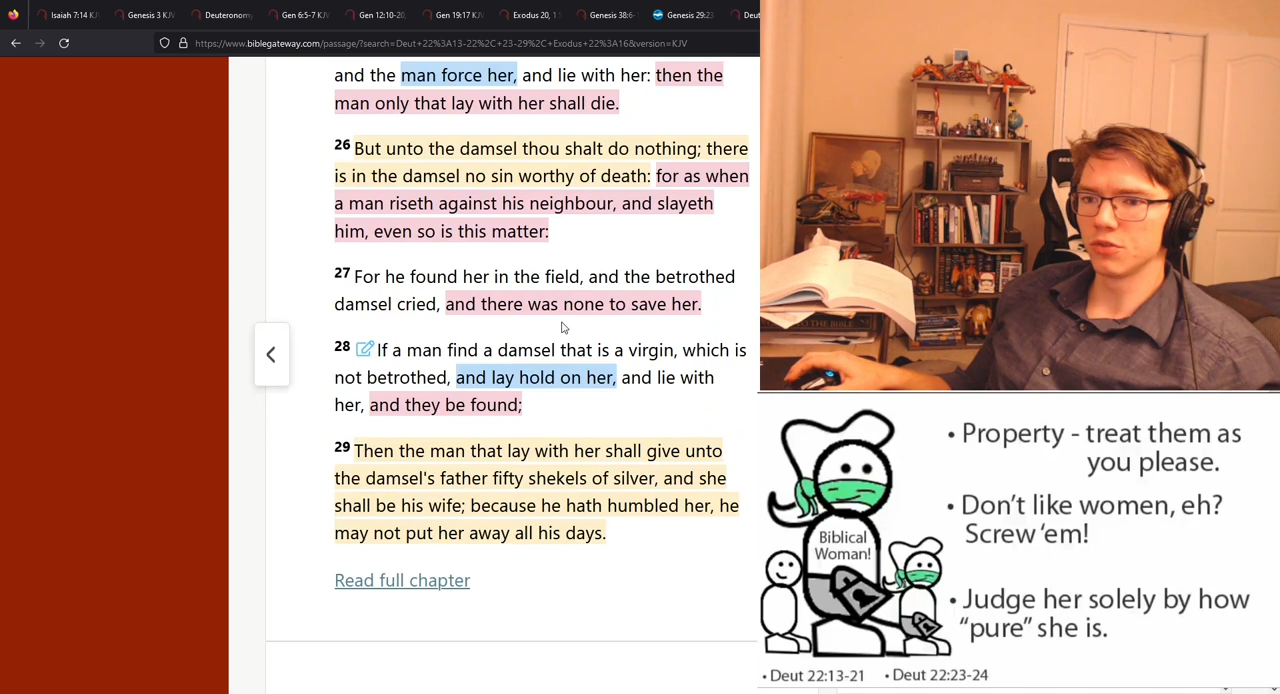 Isaiah 7:14 KJ
Genesis 3 KJV
Deuteronomy
Gen 6:5-7 KJ
Gen 12:10-20,
Gen 19:17 KJV
Exodus 20, 1
Genesis 38:6-
Genesis 29:23
Deut
https://www.biblegateway.com/passage/?search=Deut+22%3A13-22%2C+23-29%2C+Exodus+22%3A16&version=KJV
and the man force her, and lie with her: then the
man only that lay with her shall die.
26 But unto the damsel thou shalt do nothing; there
is in the damsel no sin worthy of death: for as when
a man riseth against his neighbour, and slayeth
him, even so is this matter:
27 For he found her in the field, and the betrothed
damsel cried, and there was none to save her.
28 If a man find a damsel that is a virgin, which is
not betrothed, and lay hold on her, and lie with
her, and they be found;
29 Then the man that lay with her shall give unto
the damsel's father fifty shekels of silver, and she
shall be his wife; because he hath humbled her, he
may not put her away all his days.
Read full chapter
Biblical
Woman!
• Property - treat them as
you please.
• Don't like women, eh?
Screw 'em!
• Judge her solely by how
"pure" she is.
• Deut 22:13-21 • Deut 22:23-24